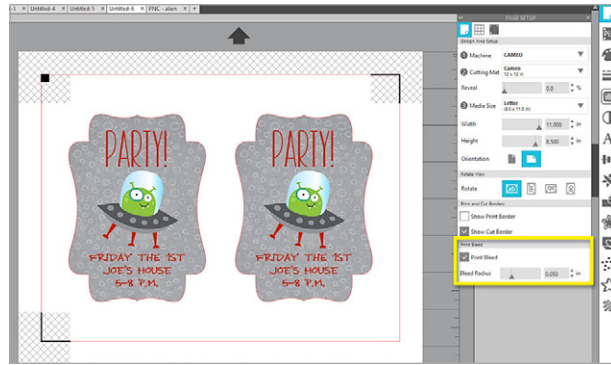 Untitled-4 × Untitled-5 × Untitled-6 × PNC - alien × +
PAGE SETUP
Design Area Setup
1 Machine CAMEO
2 Cutting Mat Cameo
12 x 12 in
Reveal 0.0 %
3 Media Size Letter
(8.5 x 11.0 in)
Width 11.000 in
Height 8.500 in
Orientation
Rotate View
Rotate
Print and Cut Borders
Show Print Border
Show Cut Border
Print Bleed
Print Bleed
Bleed Radius 0.050 in
PARTY!
FRIDAY THE 1ST
JOE'S HOUSE
5-8 P.M.
PARTY!
FRIDAY THE 1ST
JOE'S HOUSE
5-8 P.M.